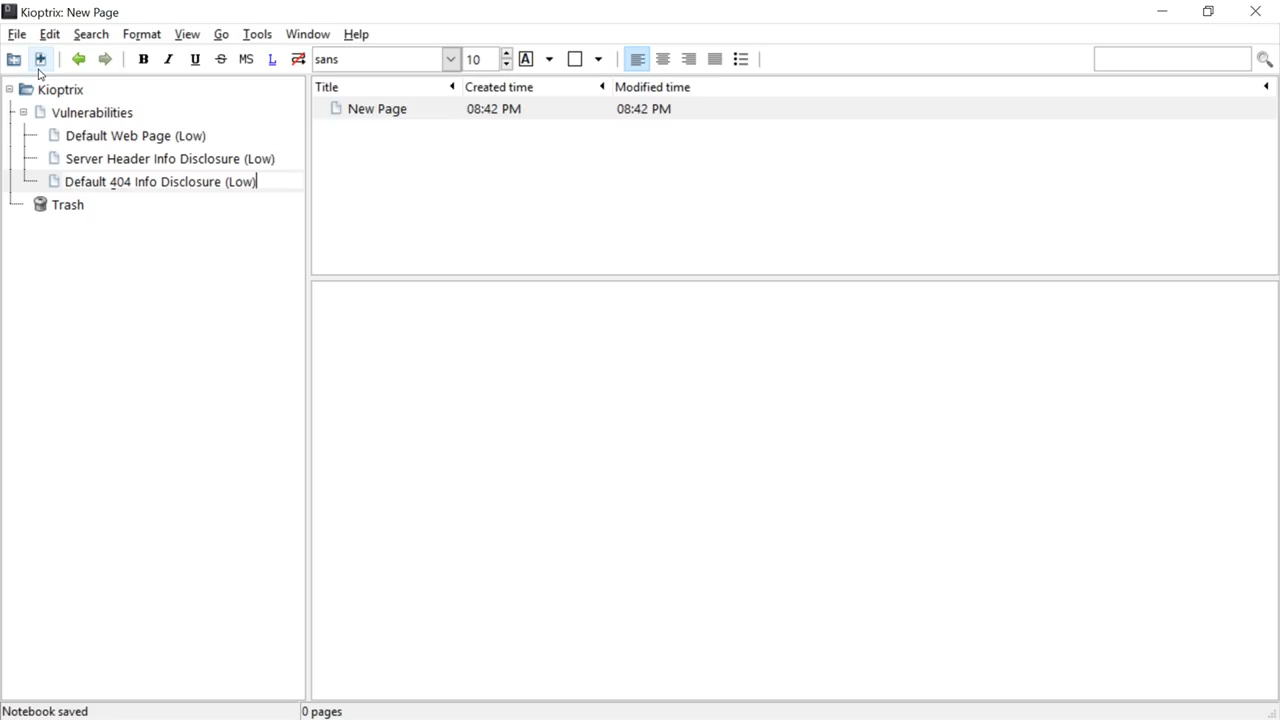 Kioptrix: New Page
File Edit Search Format View Go Tools Window Help
B I U S MS L sans 10 A
Kioptrix
Vulnerabilities
Default Web Page (Low)
Server Header Info Disclosure (Low)
Default 404 Info Disclosure (Low)
Trash
Title Created time Modified time
New Page 08:42 PM 08:42 PM
Notebook saved 0 pages